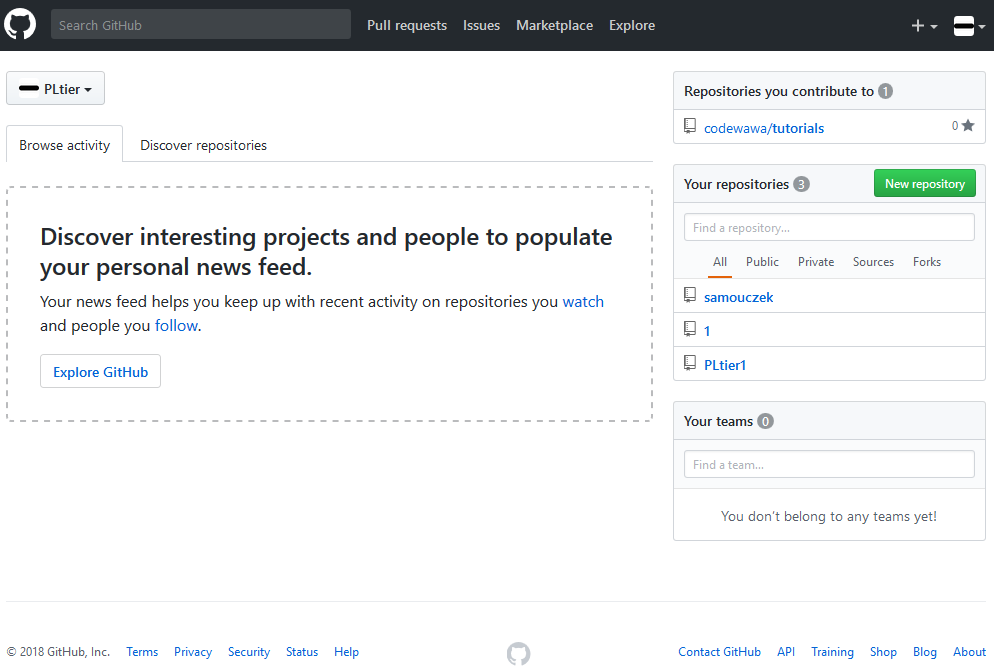 Search GitHub Pull requests Issues Marketplace Explore
PLtier
Browse activity Discover repositories
Discover interesting projects and people to populate
your personal news feed.
Your news feed helps you keep up with recent activity on repositories you watch
and people you follow.
Explore GitHub
Repositories you contribute to 1
codewawa/tutorials 0
Your repositories 3 New repository
Find a repository...
All Public Private Sources Forks
samouczek
1
PLtier1
Your teams 0
Find a team...
You don't belong to any teams yet!
© 2018 GitHub, Inc. Terms Privacy Security Status Help Contact GitHub API Training Shop Blog About